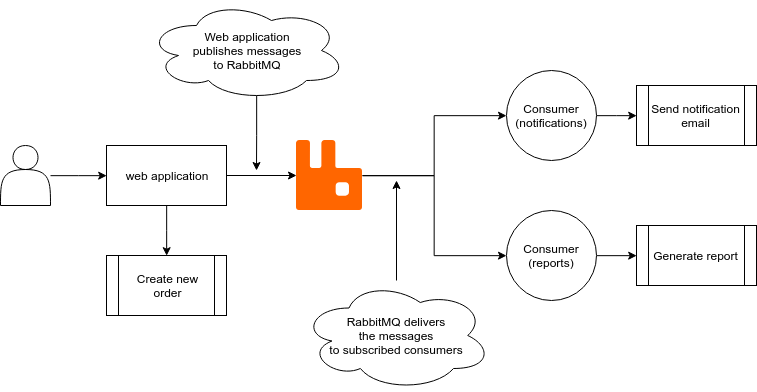 Web application
publishes messages
to RabbitMQ
Consumer
(notifications)
Send notification
email
web application
Create new
order
Consumer
(reports)
Generate report
RabbitMQ delivers
the messages
to subscribed consumers